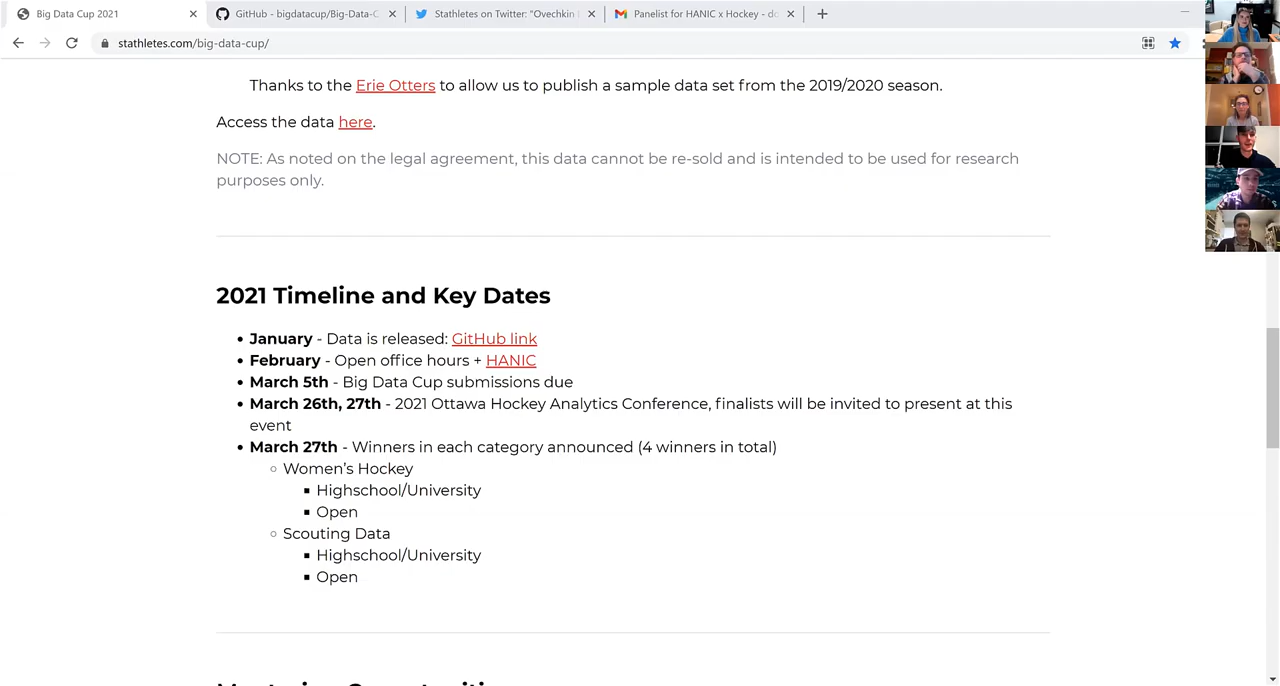 Big Data Cup 2021
GitHub - bigdatacup/Big-Data-C
Stathletes on Twitter: "Ovechkin
Panelist for HANIC x Hockey - do
stathletes.com/big-data-cup/
Thanks to the Erie Otters to allow us to publish a sample data set from the 2019/2020 season.
Access the data here.
NOTE: As noted on the legal agreement, this data cannot be re-sold and is intended to be used for research
purposes only.
2021 Timeline and Key Dates
January - Data is released: GitHub link
February - Open office hours + HANIC
March 5th - Big Data Cup submissions due
March 26th, 27th - 2021 Ottawa Hockey Analytics Conference, finalists will be invited to present at this
event
March 27th - Winners in each category announced (4 winners in total)
Women's Hockey
Highschool/University
Open
Scouting Data
Highschool/University
Open